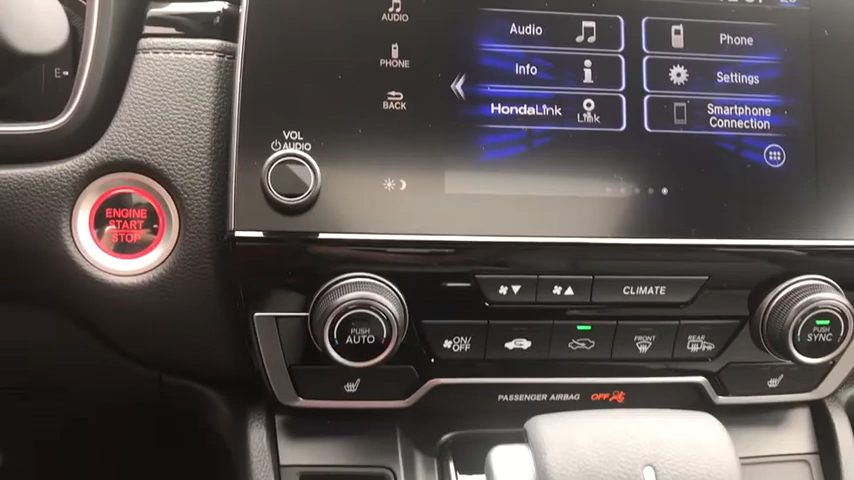 AUDIO
PHONE
BACK
VOL
AUDIO
Audio
Phone
Info
Settings
HondaLink
Link
Smartphone
Connection
E
ENGINE
START
STOP
CLIMATE
PUSH
AUTO
ON/
OFF
FRONT
REAR
PUSH
SYNC
PASSENGER AIRBAG OFF